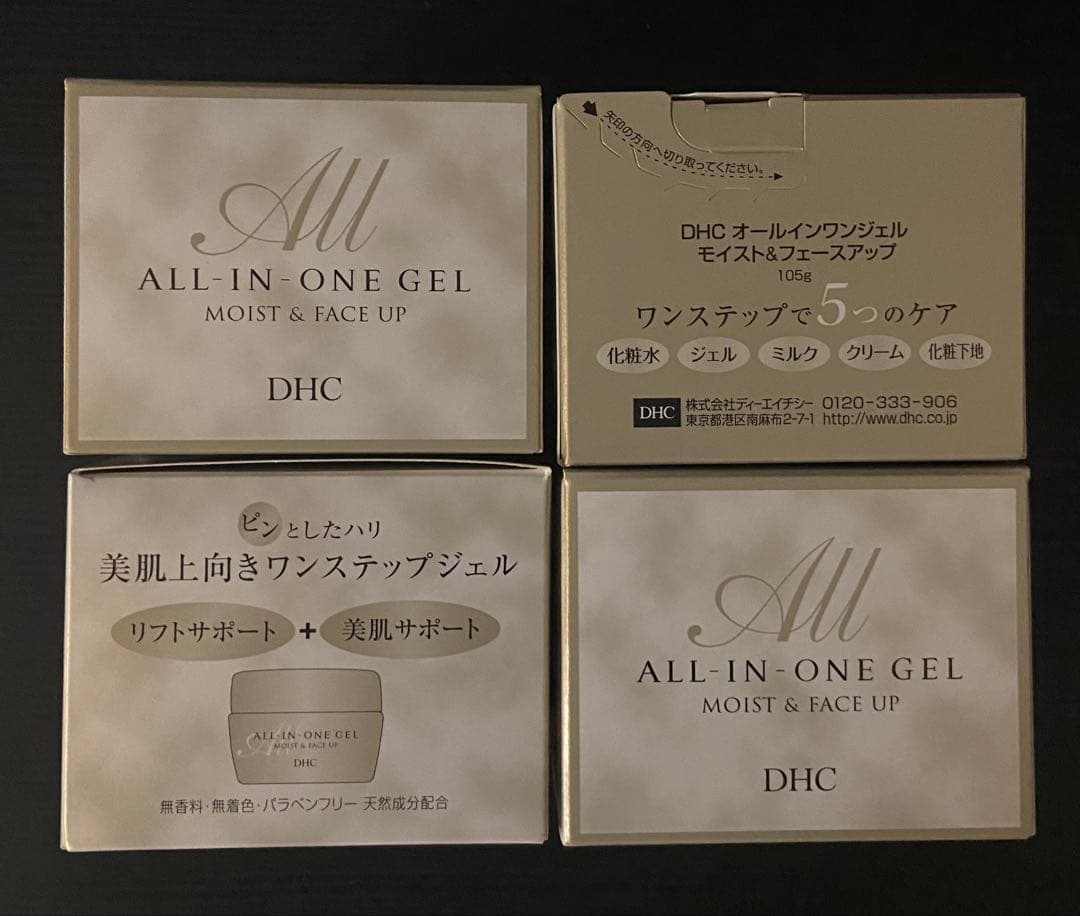 All
ALL-IN-ONE GEL
MOIST & FACE UP
DHC
矢印の方向へ切り取ってください。
DHC オールインワンジェル
モイスト&フェースアップ
105g
ワンステップで5つのケア
化粧水 ジェル ミルク クリーム 化粧下地
DHC 株式会社ディーエイチシー 0120-333-906
東京都港区南麻布2-7-1 http://www.dhc.co.jp
ピンとしたハリ
美肌上向きワンステップジェル
リフトサポート + 美肌サポート
All
ALL-IN-ONE GEL
MOIST & FACE UP
DHC
無香料・無着色・パラベンフリー 天然成分配合
All
ALL-IN-ONE GEL
MOIST & FACE UP
DHC